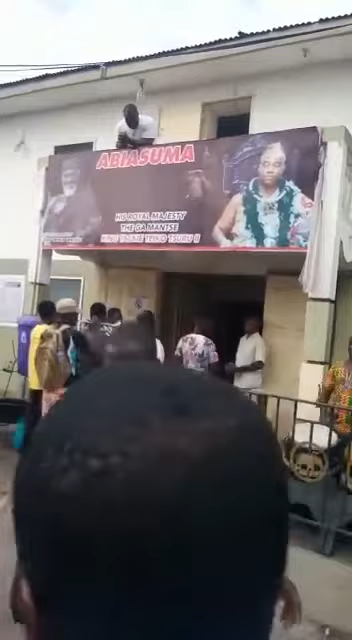 ABIASUMA
HIS ROYAL MAJESTY
THE GA MANTSE
KING TACKIE TEIKO TSURU II